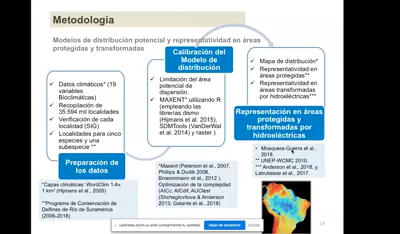 Metodología
Modelos de distribución potencial y representatividad en áreas
protegidas y transformadas
Datos climáticos* (19
variables
Bioclimáticas)
Recopilación de
35.594 mil localidades
Verificación de cada
localidad (SIG)
Localidades para cinco
especies y una
subespecie **
Preparación de
los datos
*Capas climáticas: WordClim 1.4v,
1 km² (Hijmans et al., 2005)
**Programa de Conservación de
Delfines de Río de Suramérica
(2006-2018)
Calibración del
Modelo de
distribución
Limitación del área
potencial de
dispersión.
MAXENT* utilizando R
(empleando las
librerías dismo
(Hijmans et al., 2015),
SDMTools (VanDerWal
et al. 2014) y raster )
*Maxent (Peterson et al., 2007,
Phillips & Dudík 2008,
Broennimann et al., 2012 ).
Optimización de la complejidad
(AICc; AICdif, AICl/est
(Shcheglovitova & Anderson
2013; Galante et al., 2018)
Mapa de distribución*
Representatividad en
áreas protegidas**
Representatividad en
áreas transformadas
por hidroeléctricas***
Representación en áreas
protegidas y
transformadas por
hidroeléctricas
Mosquera-Guerra et al.,
2018.
** UNEP-WCMC 2010,
*** Anderson et al., 2018, y
Latrubesse et al., 2017.
está compartiendo tu pantalla
Dejar de compartir
Ocultar